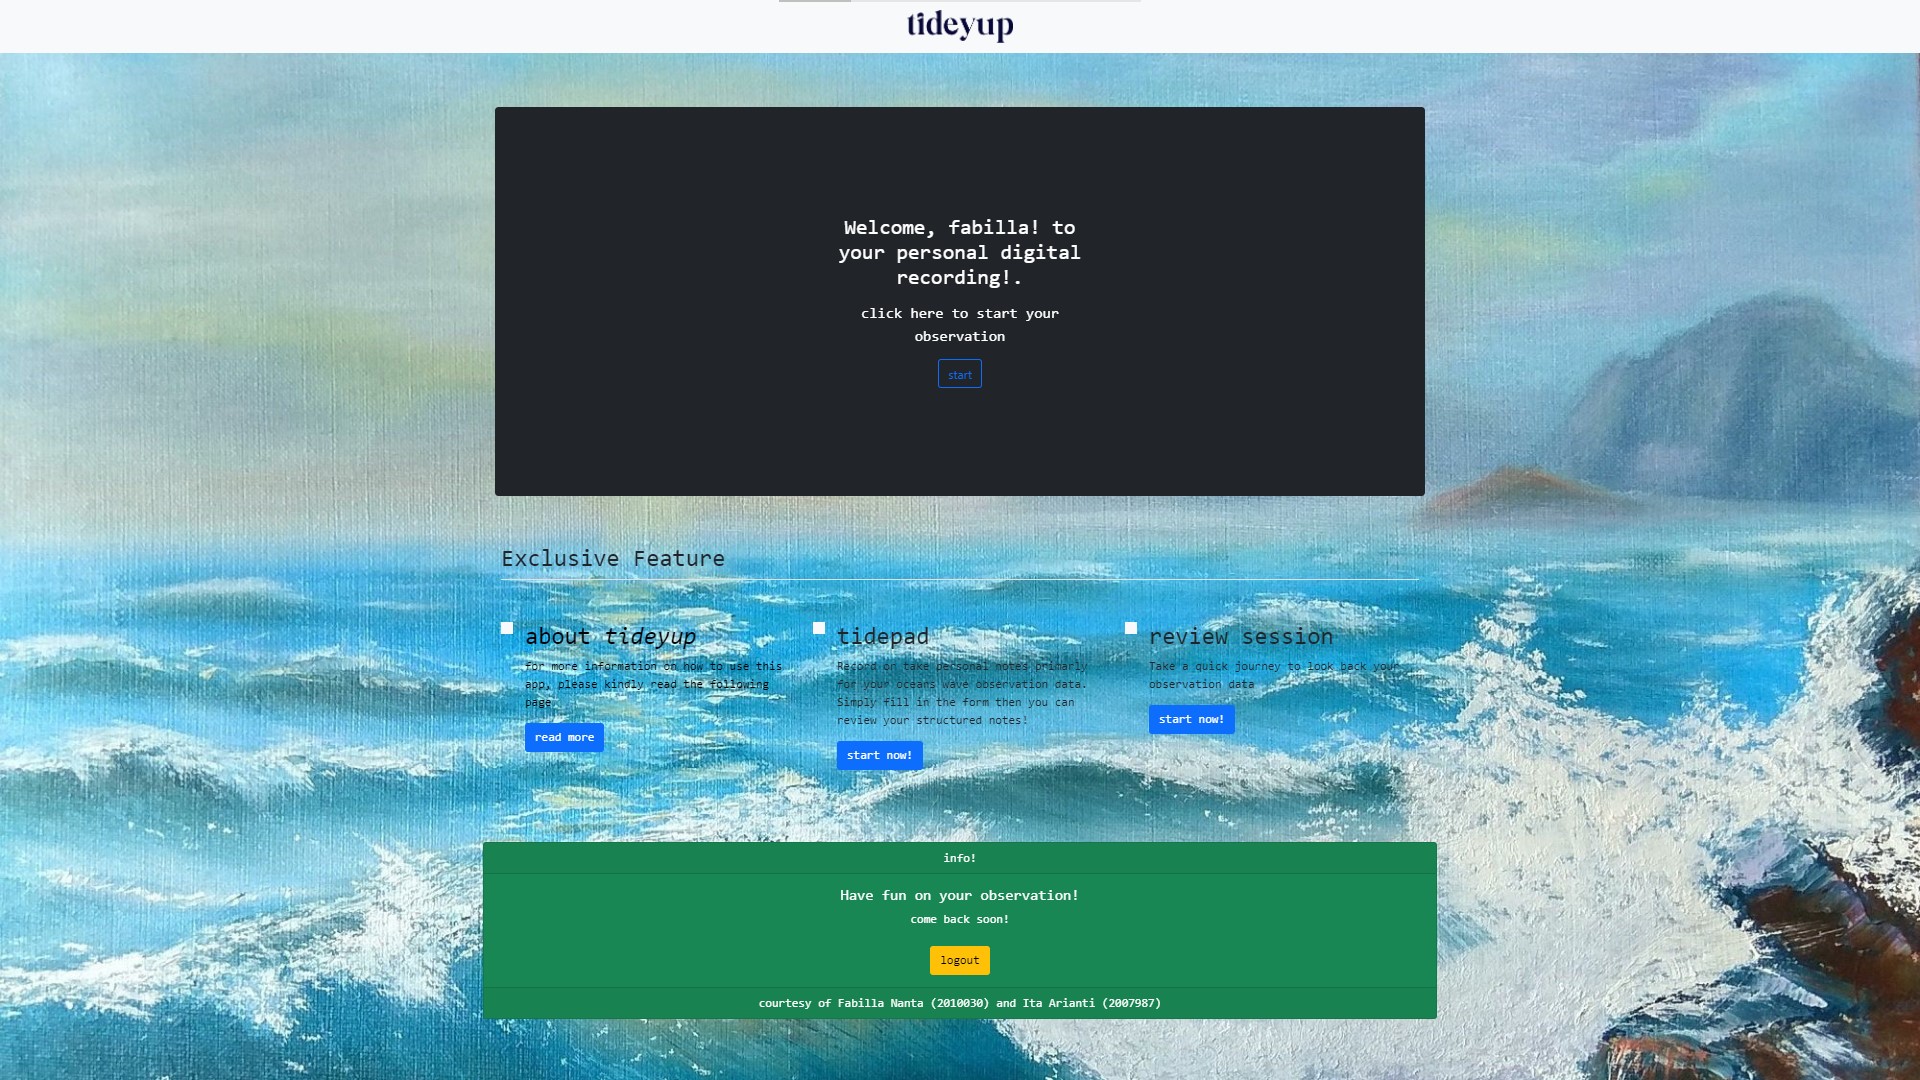 tideyup
Welcome, fabilla! to
your personal digital
recording!.
click here to start your
observation
start
Exclusive Feature
about tideyup
for more information on how to use this
app, please kindly read the following
page.
read more
tidepad
Record or take personal notes primarly
for your oceans wave observation data.
Simply fill in the form then you can
review your structured notes!
start now!
review session
Take a quick journey to look back your
observation data
start now!
info!
Have fun on your observation!
come back soon!
logout
courtesy of Fabilla Nanta (2010030) and Ita Arianti (2007987)